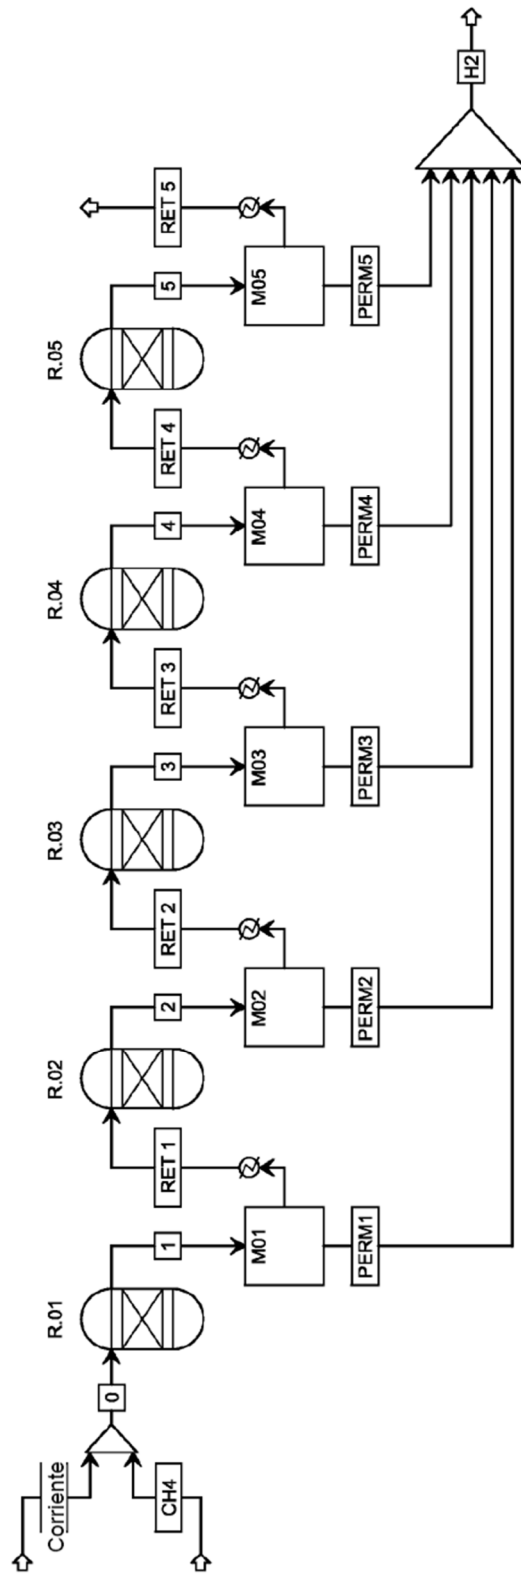 Corriente
CH4
0
R.01
1
M01
RET 1
PERM1
R.02
2
M02
RET 2
PERM2
R.03
3
M03
RET 3
PERM3
R.04
4
M04
RET 4
PERM4
R.05
5
M05
RET 5
PERM5
H2